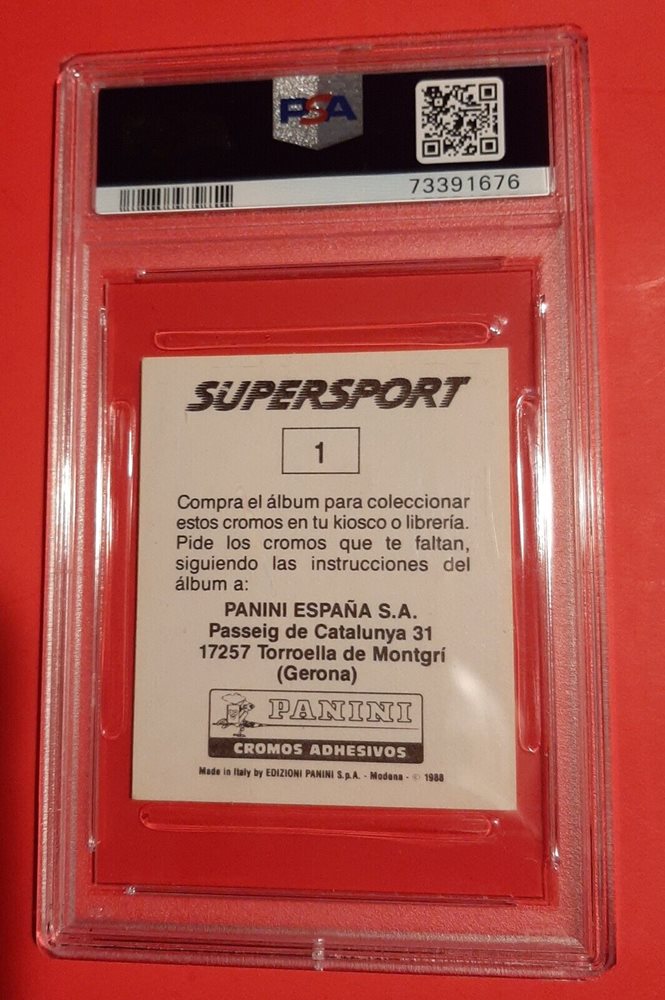 PSA
73391676
SUPERSPORT
1
Compra el álbum para coleccionar
estos cromos en tu kiosco o librería.
Pide los cromos que te faltan,
siguiendo las instrucciones del
álbum a:
PANINI ESPAÑA S.A.
Passeig de Catalunya 31
17257 Torroella de Montgrí
(Gerona)
PANINI
CROMOS ADHESIVOS
Made in Italy by EDIZIONI PANINI S.p.A. - Modena - © 1988